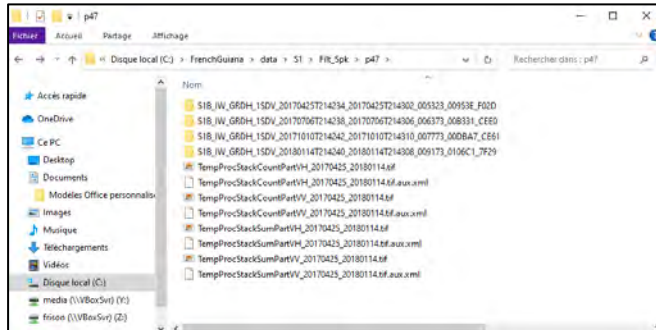 p47
Fichier Accueil Partage Affichage
Disque local (C:) > FrenchGuiana > data > S1 > Filt_Spk > p47 >
Rechercher dans : p47
Nom
Accès rapide
OneDrive
Ce PC
Desktop
Documents
Modèles Office personnalis
Images
Musique
Téléchargements
Vidéos
Disque local (C:)
media (\\VBoxSvr) (Y:)
frison (\\VBoxSvr) (Z:)
S1B_IW_GRDH_1SDV_20170425T214234_20170425T214302_005323_00953E_F02D
S1B_IW_GRDH_1SDV_20170706T214238_20170706T214306_006373_00B331_CEE0
S1B_IW_GRDH_1SDV_20171010T214242_20171010T214310_007773_00DBA7_CE61
S1B_IW_GRDH_1SDV_20180114T214240_20180114T214308_009173_0106C1_7F29
TempProcStackCountPartVH_20170425_20180114.tif
TempProcStackCountPartVH_20170425_20180114.tif.aux.xml
TempProcStackCountPartVV_20170425_20180114.tif
TempProcStackCountPartVV_20170425_20180114.tif.aux.xml
TempProcStackSumPartVH_20170425_20180114.tif
TempProcStackSumPartVH_20170425_20180114.tif.aux.xml
TempProcStackSumPartVV_20170425_20180114.tif
TempProcStackSumPartVV_20170425_20180114.tif.aux.xml